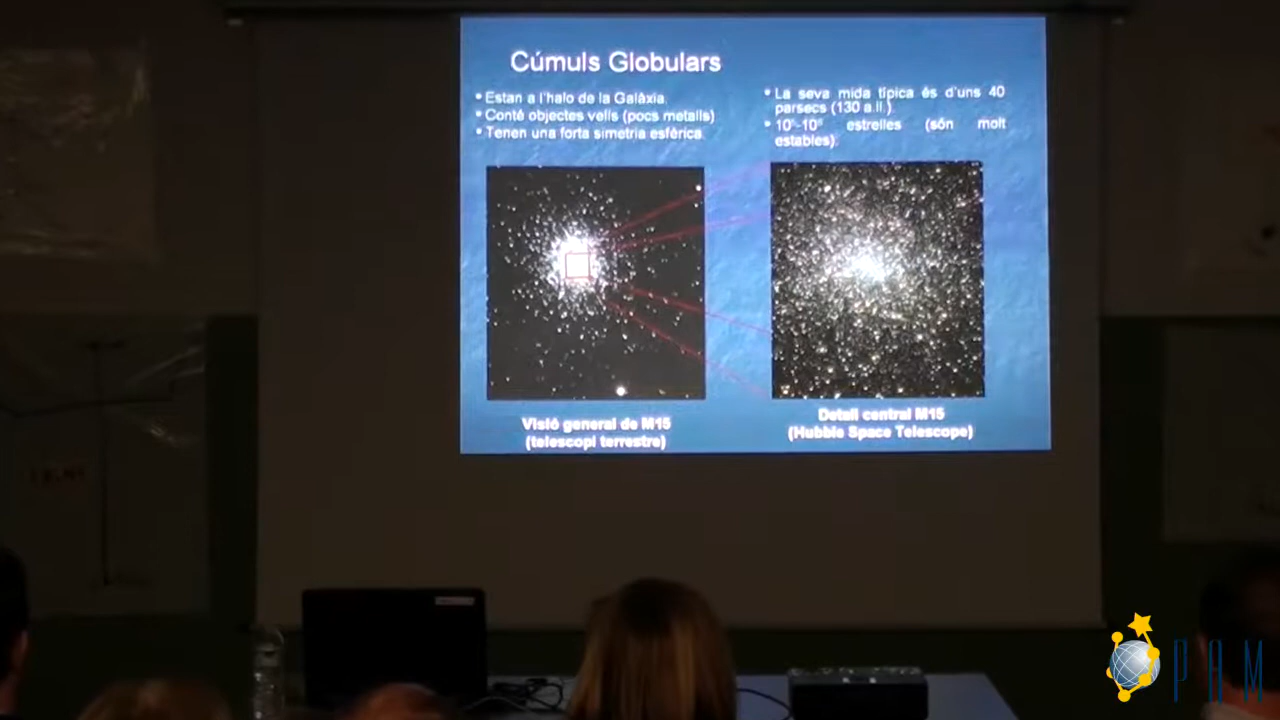 Cúmuls Globulars
• Estan a l'halo de la Galàxia.
• Conté objectes vells (pocs metalls)
• Tenen una forta simetria esfèrica.
• La seva mida típica és d'uns 40
parsecs (130 a.ll.).
estrelles (són molt
estables).
Visió general de M15
(telescopi terrestre)
Detall central M15
(Hubble Space Telescope)
PAM